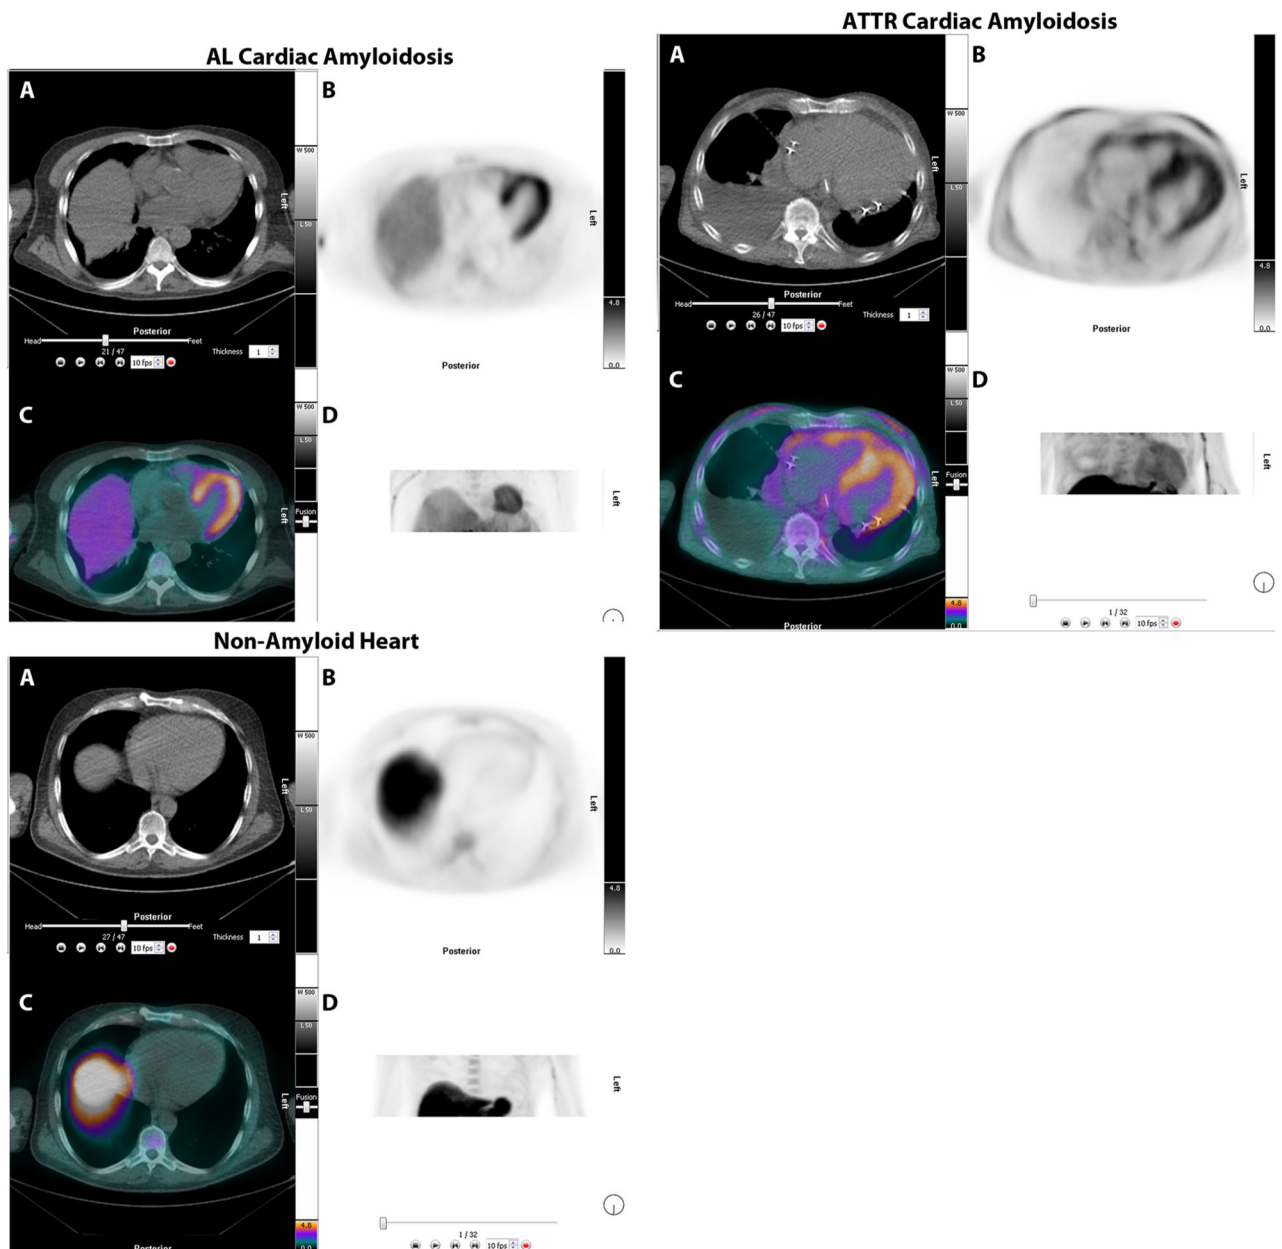 AL Cardiac Amyloidosis
A
B
W 500
L 50
Left
Left
4.8
0.0
Posterior
Head
Feet
21 / 47
Thickness
1
10 fps
Posterior
C
D
W 500
L 50
Fusion
Left
Left
ATTR Cardiac Amyloidosis
A
B
W 500
L 50
Left
Left
4.8
0.0
Posterior
Head
Feet
26 / 47
Thickness
1
10 fps
Posterior
C
D
W 500
L 50
Fusion
Left
Left
4.8
0.0
Posterior
1 / 32
10 fps
Non-Amyloid Heart
A
B
W 500
L 50
Left
Left
4.8
0.0
Posterior
Head
Feet
27 / 47
Thickness
1
10 fps
Posterior
C
D
W 500
L 50
Fusion
Left
Left
4.8
0.0
Posterior
1 / 32
10 fps